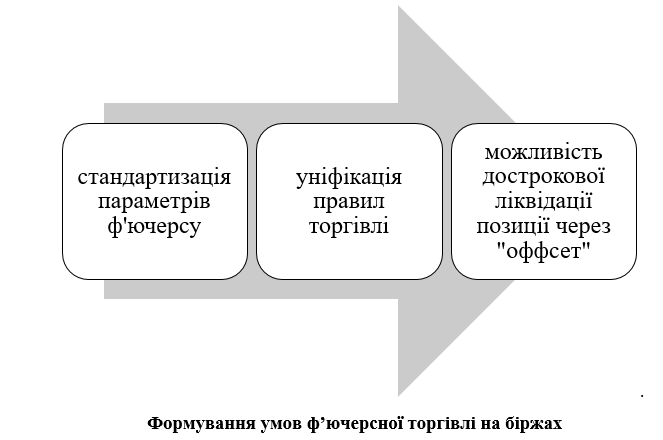 стандартизація
параметрів
ф'ючерсу
уніфікація
правил
торгівлі
можливість
дострокової
ліквідації
позиції через
"оффсет"
.
Формування умов ф’ючерсної торгівлі на біржах